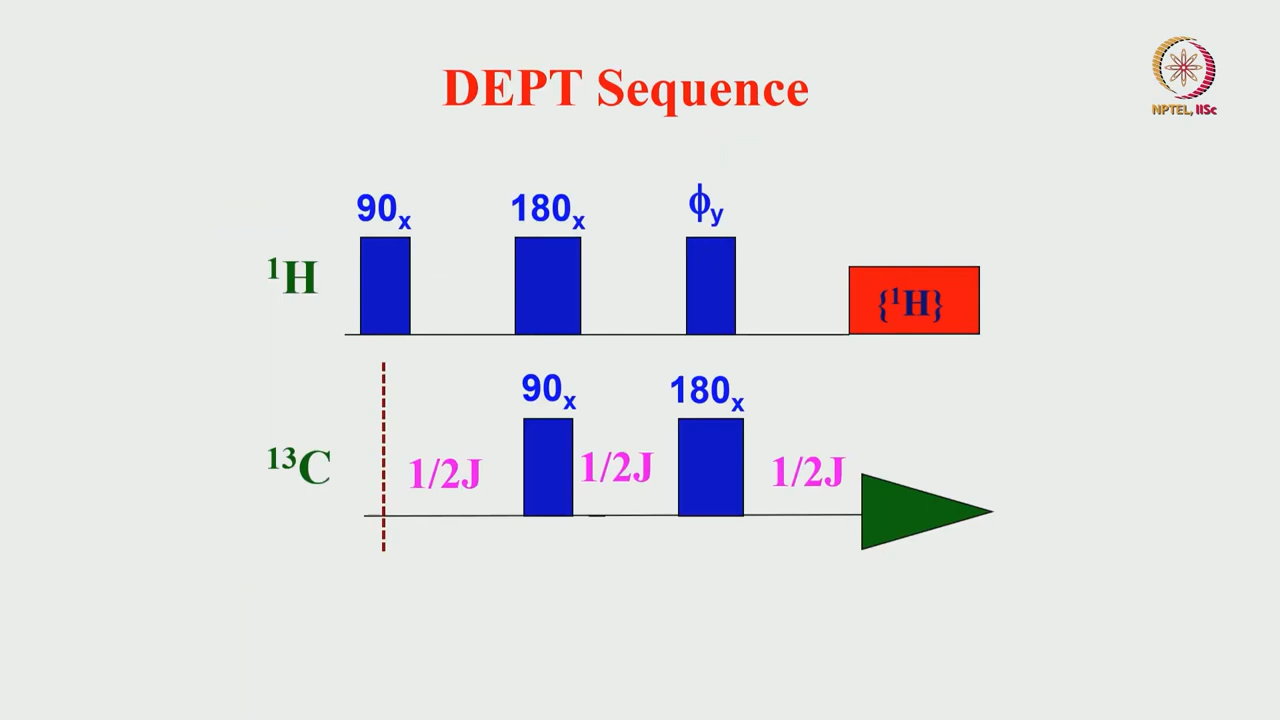 DEPT Sequence
NPTEL, IISc
90x 180x ϕy
¹H {¹H}
90x 180x
¹³C 1/2J 1/2J 1/2J